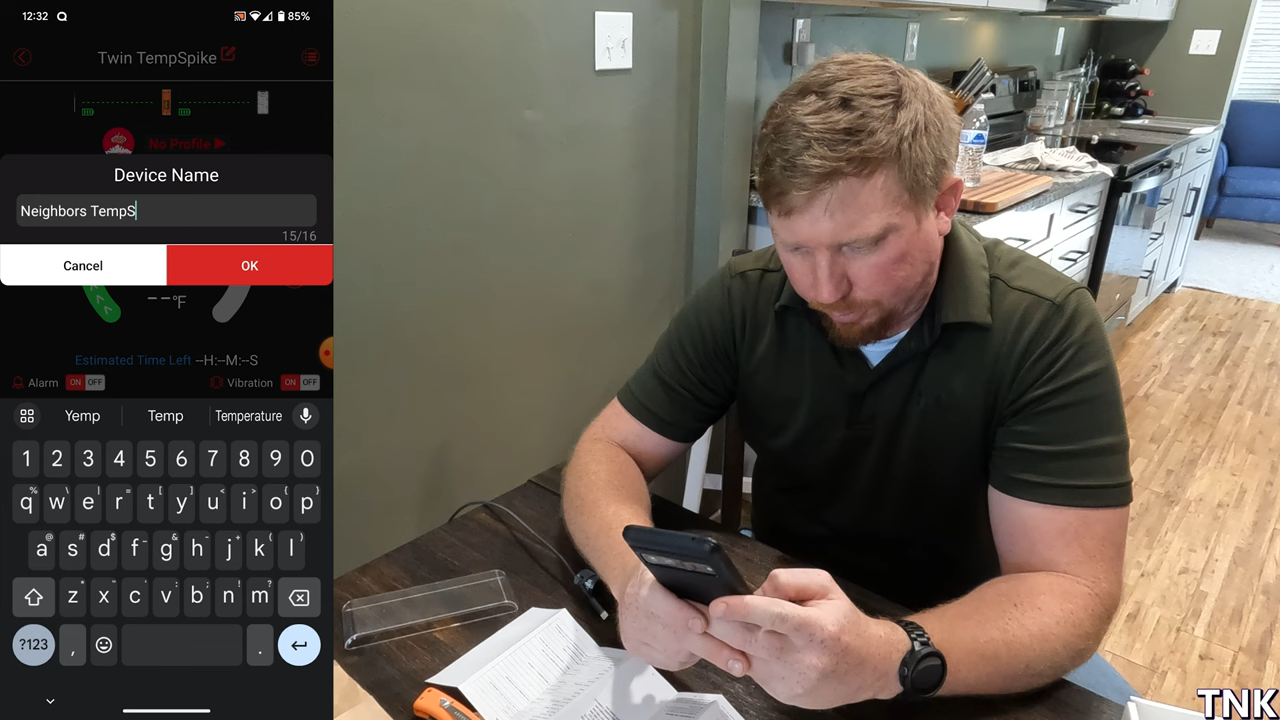 12:32
85%
Twin TempSpike
No Profile
Device Name
Neighbors TempS
15/16
Cancel
OK
--°F
Estimated Time Left --H:--M:--S
Alarm ON OFF
Vibration ON OFF
Yemp Temp Temperature
1 2 3 4 5 6 7 8 9 0
q w e r t y u i o p
a s d f g h j k l
z x c v b n m
?123 , .
TNK